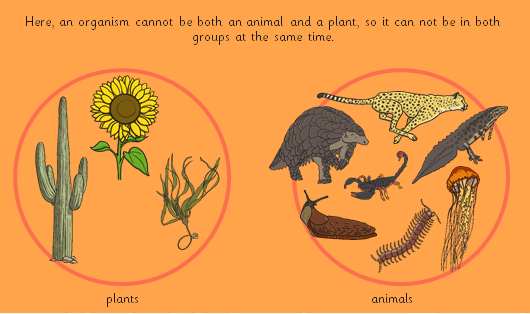 Here, an organism cannot be both an animal and a plant, so it can not be in both
groups at the same time.
plants
animals